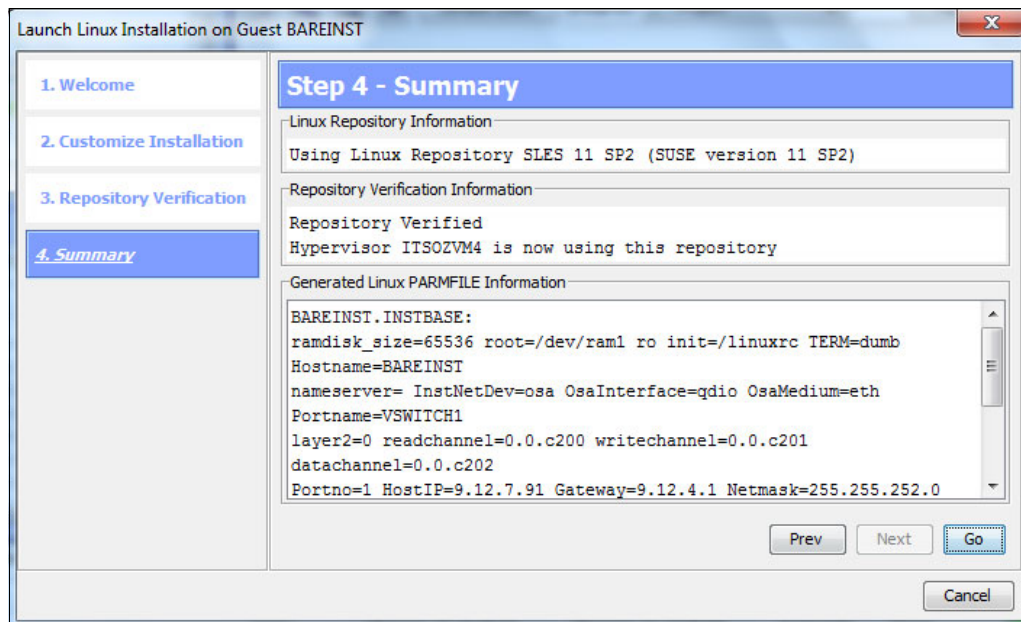 Launch Linux Installation on Guest BAREINST
1. Welcome
2. Customize Installation
3. Repository Verification
4. Summary
Step 4 - Summary
Linux Repository Information
Using Linux Repository SLES 11 SP2 (SUSE version 11 SP2)
Repository Verification Information
Repository Verified
Hypervisor ITSOZVM4 is now using this repository
Generated Linux PARMFILE Information
BAREINST.INSTBASE:
ramdisk_size=65536 root=/dev/ram1 ro init=/linuxrc TERM=dumb
Hostname=BAREINST
nameserver= InstNetDev=osa OsaInterface=qdio OsaMedium=eth
Portname=VSWITCH1
layer2=0 readchannel=0.0.c200 writechannel=0.0.c201
datachannel=0.0.c202
Portno=1 HostIP=9.12.7.91 Gateway=9.12.4.1 Netmask=255.255.252.0
Prev Next Go
Cancel